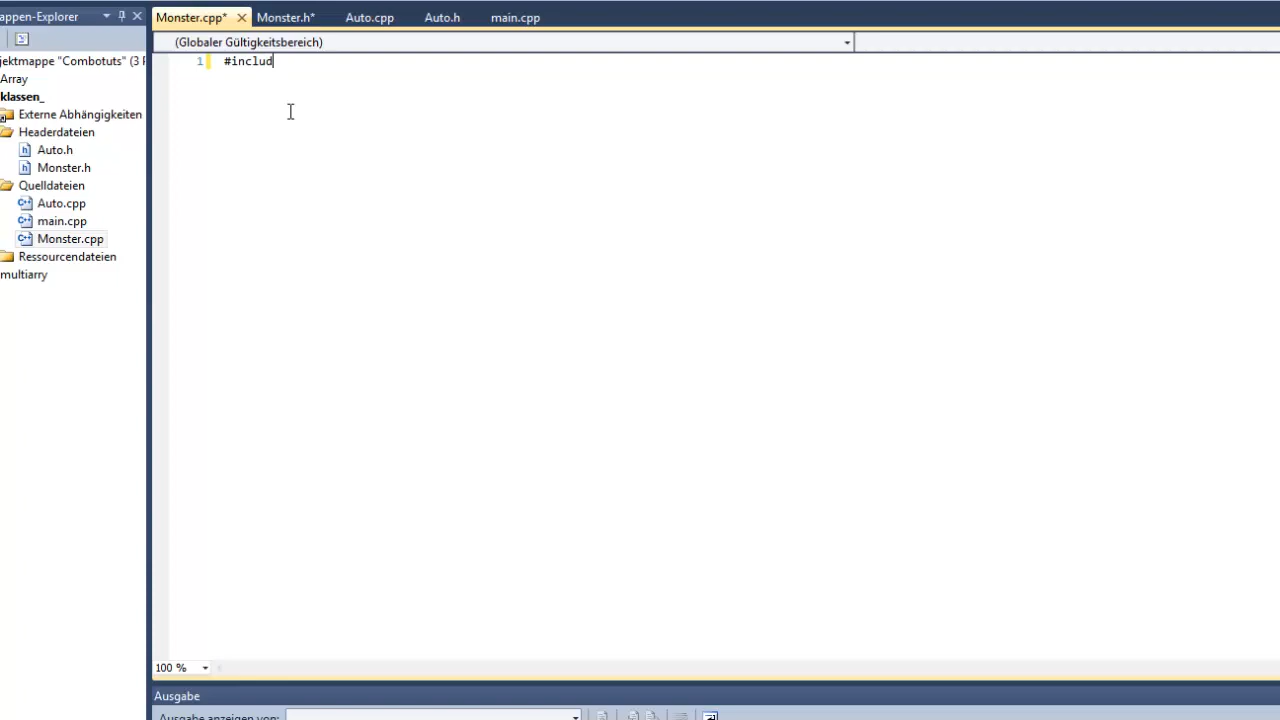 appen-Explorer
Monster.cpp*
Monster.h*
Auto.cpp
Auto.h
main.cpp
(Globaler Gültigkeitsbereich)
jektmappe "Combotuts" (3 P
Array
klassen_
Externe Abhängigkeiten
Headerdateien
Auto.h
Monster.h
Quelldateien
Auto.cpp
main.cpp
Monster.cpp
Ressourcendateien
multiarry
1 #includ
100 %
Ausgabe
Ausgabe anzeigen von: